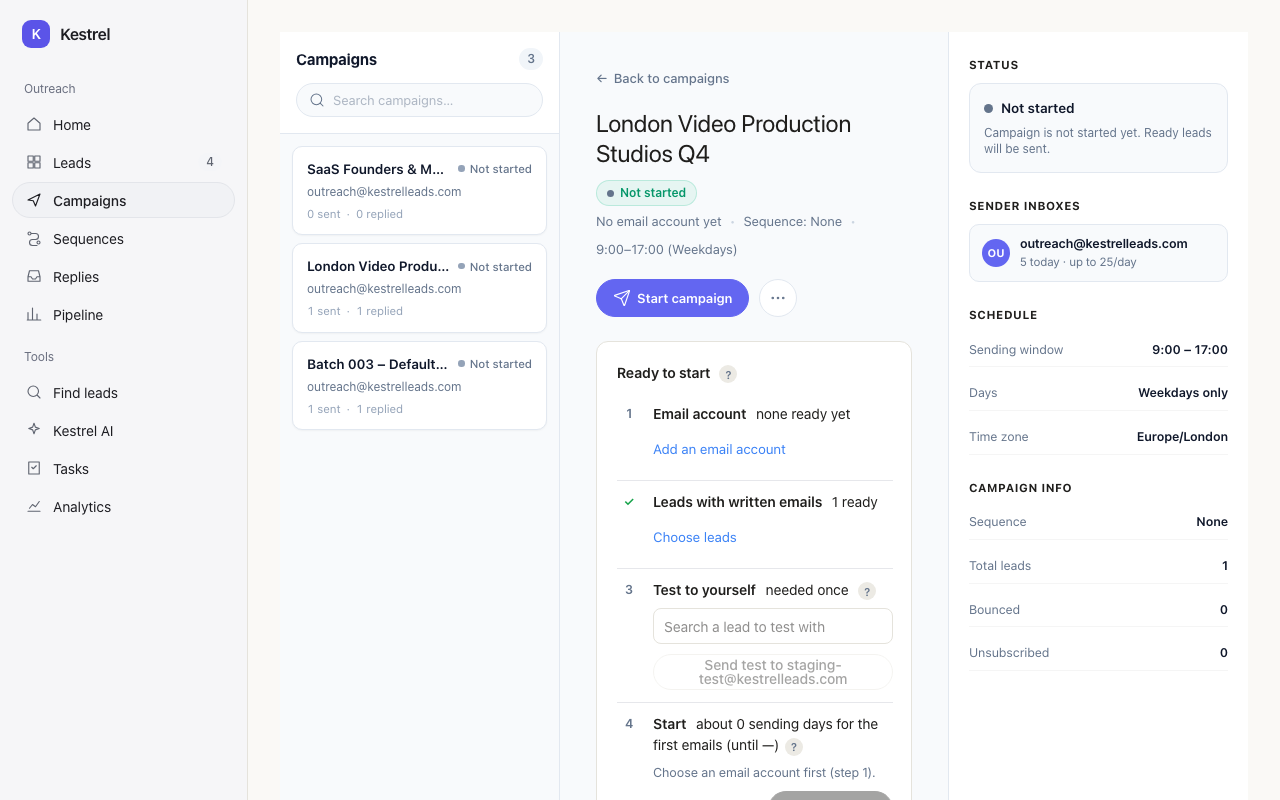 K Kestrel
Outreach
Home
Leads 4
Campaigns
Sequences
Replies
Pipeline
Tools
Find leads
Kestrel AI
Tasks
Analytics
Campaigns 3
Search campaigns...
SaaS Founders & M... Not started
outreach@kestrelleads.com
0 sent · 0 replied
London Video Produ... Not started
outreach@kestrelleads.com
1 sent · 1 replied
Batch 003 – Default... Not started
outreach@kestrelleads.com
1 sent · 1 replied
← Back to campaigns
London Video Production
Studios Q4
Not started
No email account yet · Sequence: None ·
9:00–17:00 (Weekdays)
Start campaign ···
Ready to start ?
1 Email account none ready yet
Add an email account
Leads with written emails 1 ready
Choose leads
3 Test to yourself needed once ?
Search a lead to test with
Send test to staging-
test@kestrelleads.com
4 Start about 0 sending days for the
first emails (until —) ?
Choose an email account first (step 1).
STATUS
Not started
Campaign is not started yet. Ready leads
will be sent.
SENDER INBOXES
OU outreach@kestrelleads.com
5 today · up to 25/day
SCHEDULE
Sending window 9:00 – 17:00
Days Weekdays only
Time zone Europe/London
CAMPAIGN INFO
Sequence None
Total leads 1
Bounced 0
Unsubscribed 0